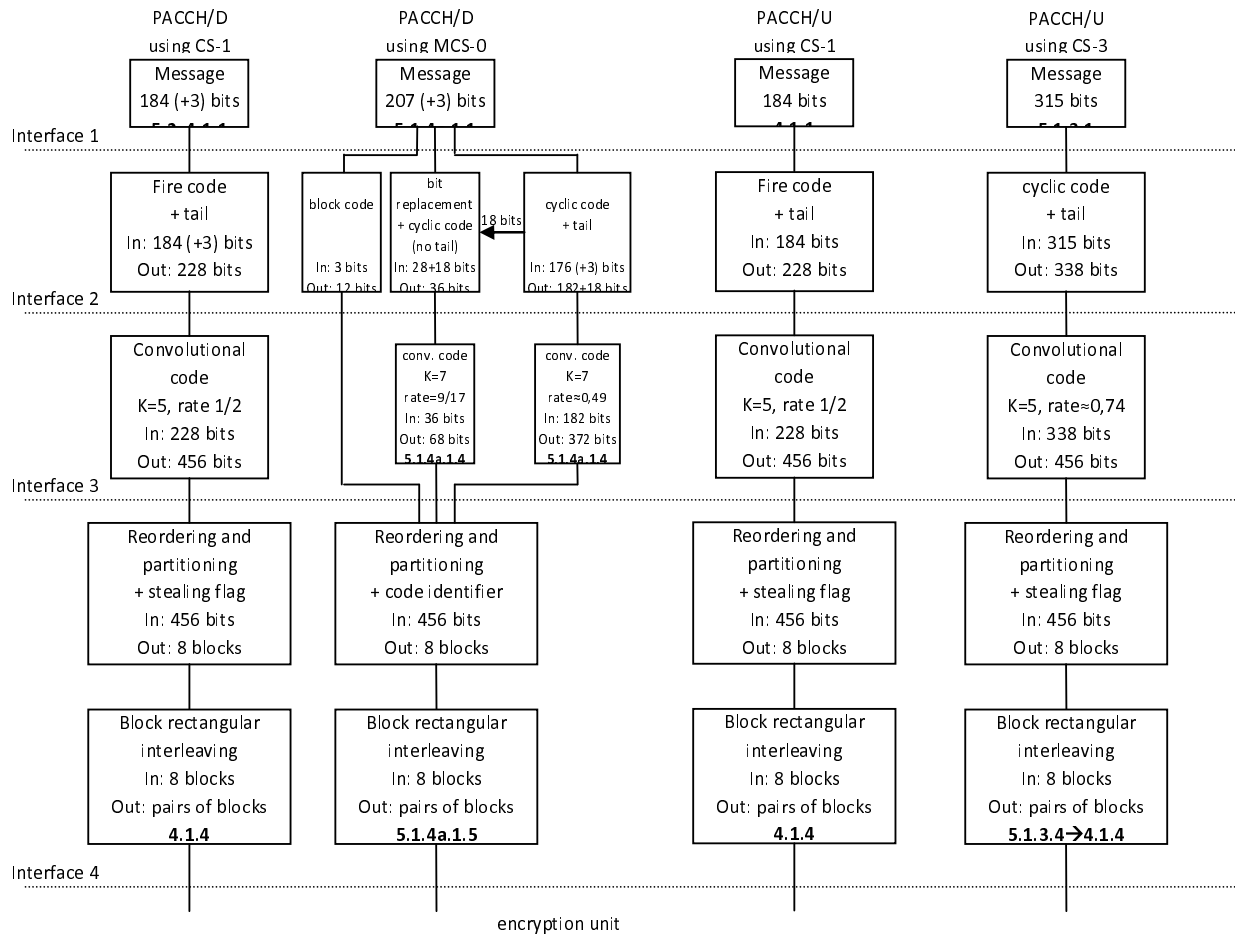 PACCH/D
using CS-1
Message
184 (+3) bits
PACCH/D
using MCS-0
Message
207 (+3) bits
PACCH/U
using CS-1
Message
184 bits
PACCH/U
using CS-3
Message
315 bits
Interface 1
Fire code
+ tail
In: 184 (+3) bits
Out: 228 bits
block code
In: 3 bits
Out: 12 bits
bit
replacement
+ cyclic code
(no tail)
In: 28+18 bits
Out: 36 bits
18 bits
cyclic code
+ tail
In: 176 (+3) bits
Out: 182+18 bits
Fire code
+ tail
In: 184 bits
Out: 228 bits
cyclic code
+ tail
In: 315 bits
Out: 338 bits
Interface 2
Convolutional
code
K=5, rate 1/2
In: 228 bits
Out: 456 bits
conv. code
K=7
rate=9/17
In: 36 bits
Out: 68 bits
5.1.4a.1.4
conv. code
K=7
rate≈0,49
In: 182 bits
Out: 372 bits
5.1.4a.1.4
Convolutional
code
K=5, rate 1/2
In: 228 bits
Out: 456 bits
Convolutional
code
K=5, rate≈0,74
In: 338 bits
Out: 456 bits
Interface 3
Reordering and
partitioning
+ stealing flag
In: 456 bits
Out: 8 blocks
Reordering and
partitioning
+ code identifier
In: 456 bits
Out: 8 blocks
Reordering and
partitioning
+ stealing flag
In: 456 bits
Out: 8 blocks
Reordering and
partitioning
+ stealing flag
In: 456 bits
Out: 8 blocks
Block rectangular
interleaving
In: 8 blocks
Out: pairs of blocks
4.1.4
Block rectangular
interleaving
In: 8 blocks
Out: pairs of blocks
5.1.4a.1.5
Block rectangular
interleaving
In: 8 blocks
Out: pairs of blocks
4.1.4
Block rectangular
interleaving
In: 8 blocks
Out: pairs of blocks
5.1.3.4→4.1.4
Interface 4
encryption unit